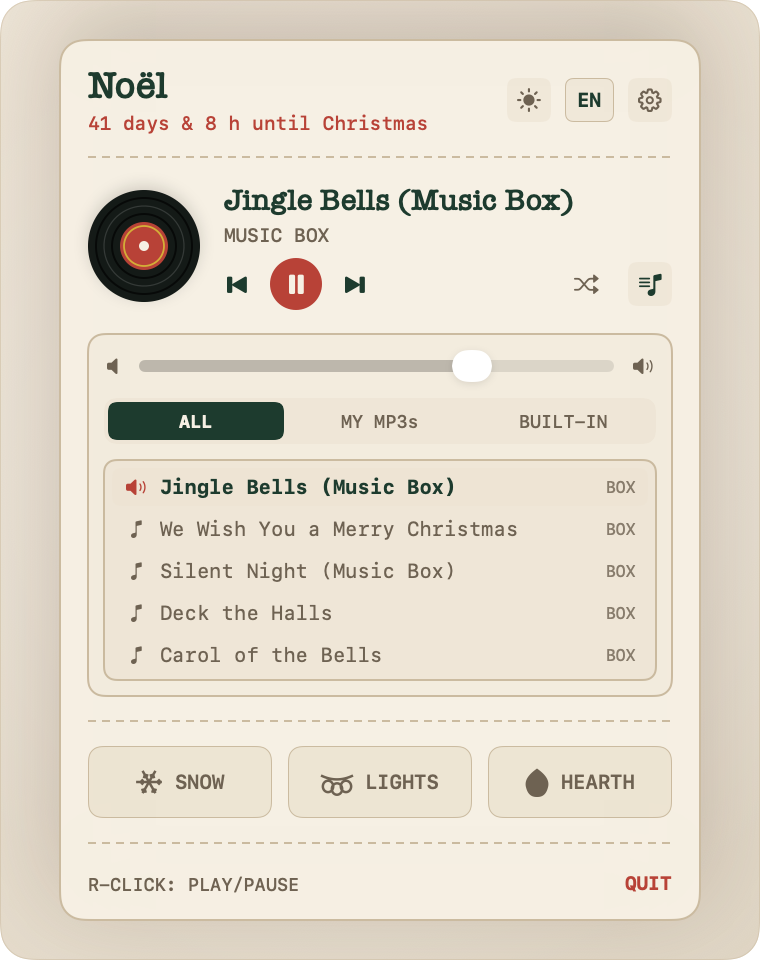 Noël
41 days & 8 h until Christmas
EN
Jingle Bells (Music Box)
MUSIC BOX
ALL
MY MP3s
BUILT-IN
Jingle Bells (Music Box) BOX
We Wish You a Merry Christmas BOX
Silent Night (Music Box) BOX
Deck the Halls BOX
Carol of the Bells BOX
SNOW
LIGHTS
HEARTH
R-CLICK: PLAY/PAUSE
QUIT